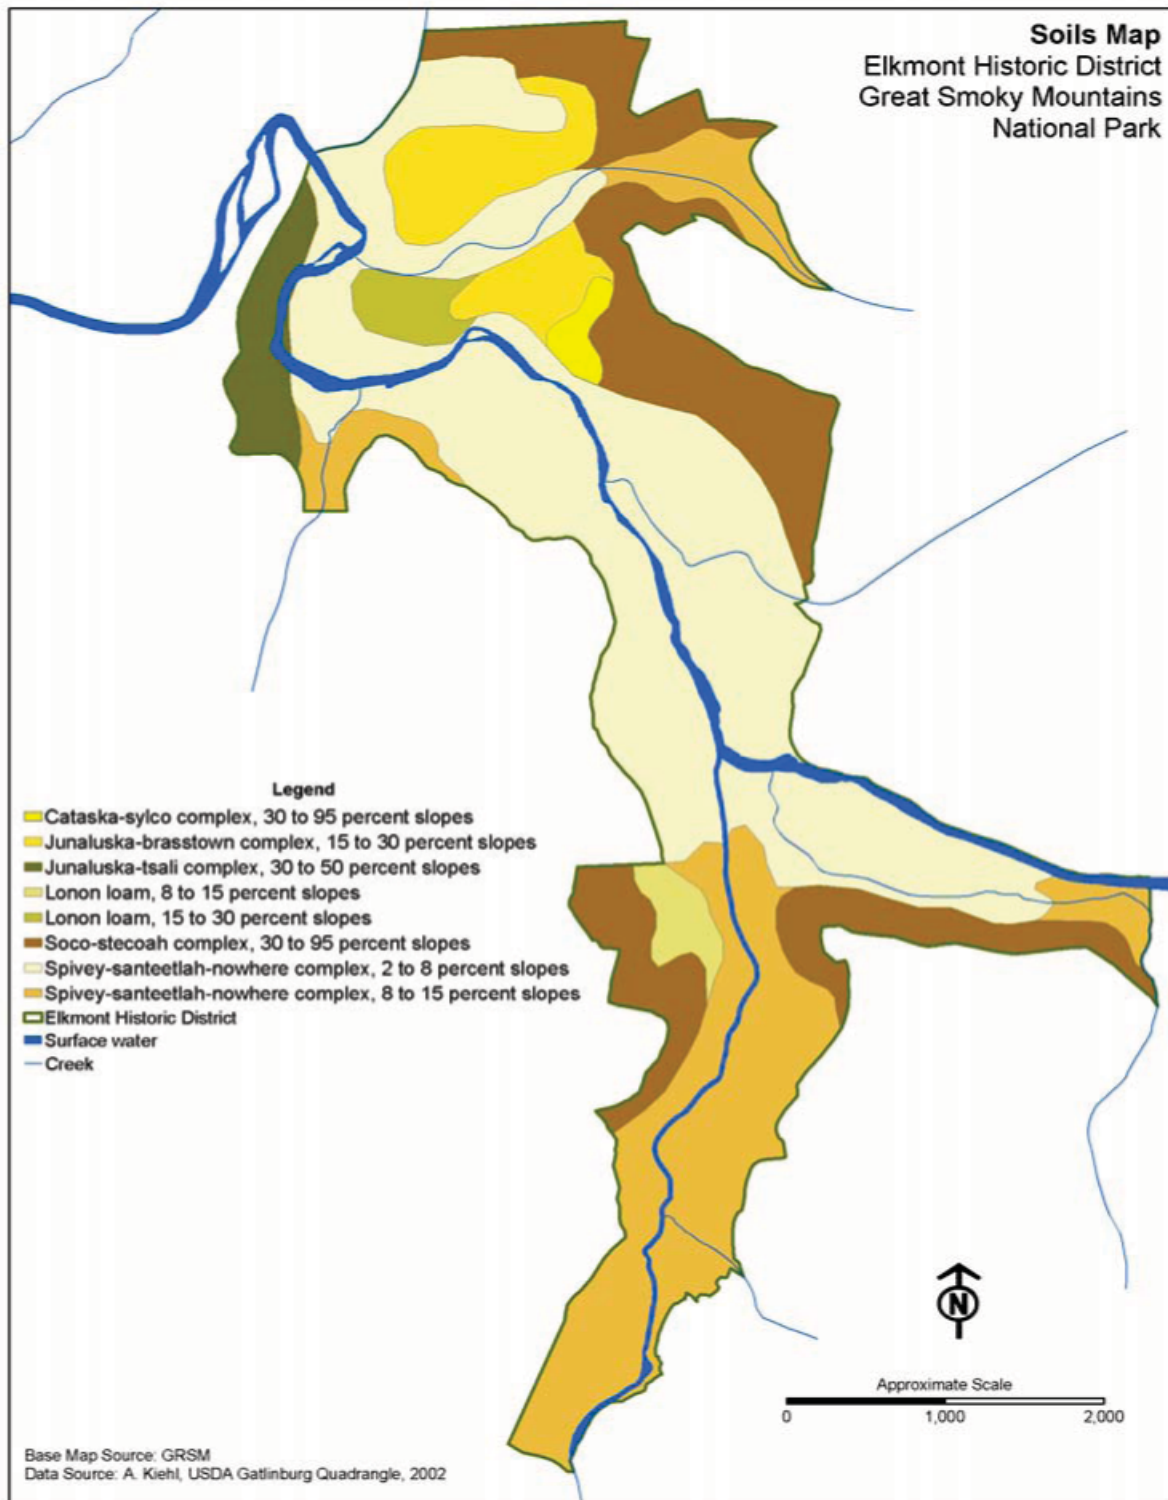 Soils Map
Elkmont Historic District
Great Smoky Mountains
National Park
Legend
Cataska-sylco complex, 30 to 95 percent slopes
Junaluska-brasstown complex, 15 to 30 percent slopes
Junaluska-tsali complex, 30 to 50 percent slopes
Lonon loam, 8 to 15 percent slopes
Lonon loam, 15 to 30 percent slopes
Soco-stecoah complex, 30 to 95 percent slopes
Spivey-santeetlah-nowhere complex, 2 to 8 percent slopes
Spivey-santeetlah-nowhere complex, 8 to 15 percent slopes
Elkmont Historic District
Surface water
Creek
N
Approximate Scale
0 1,000 2,000
Base Map Source: GRSM
Data Source: A. Kiehl, USDA Gatlinburg Quadrangle, 2002